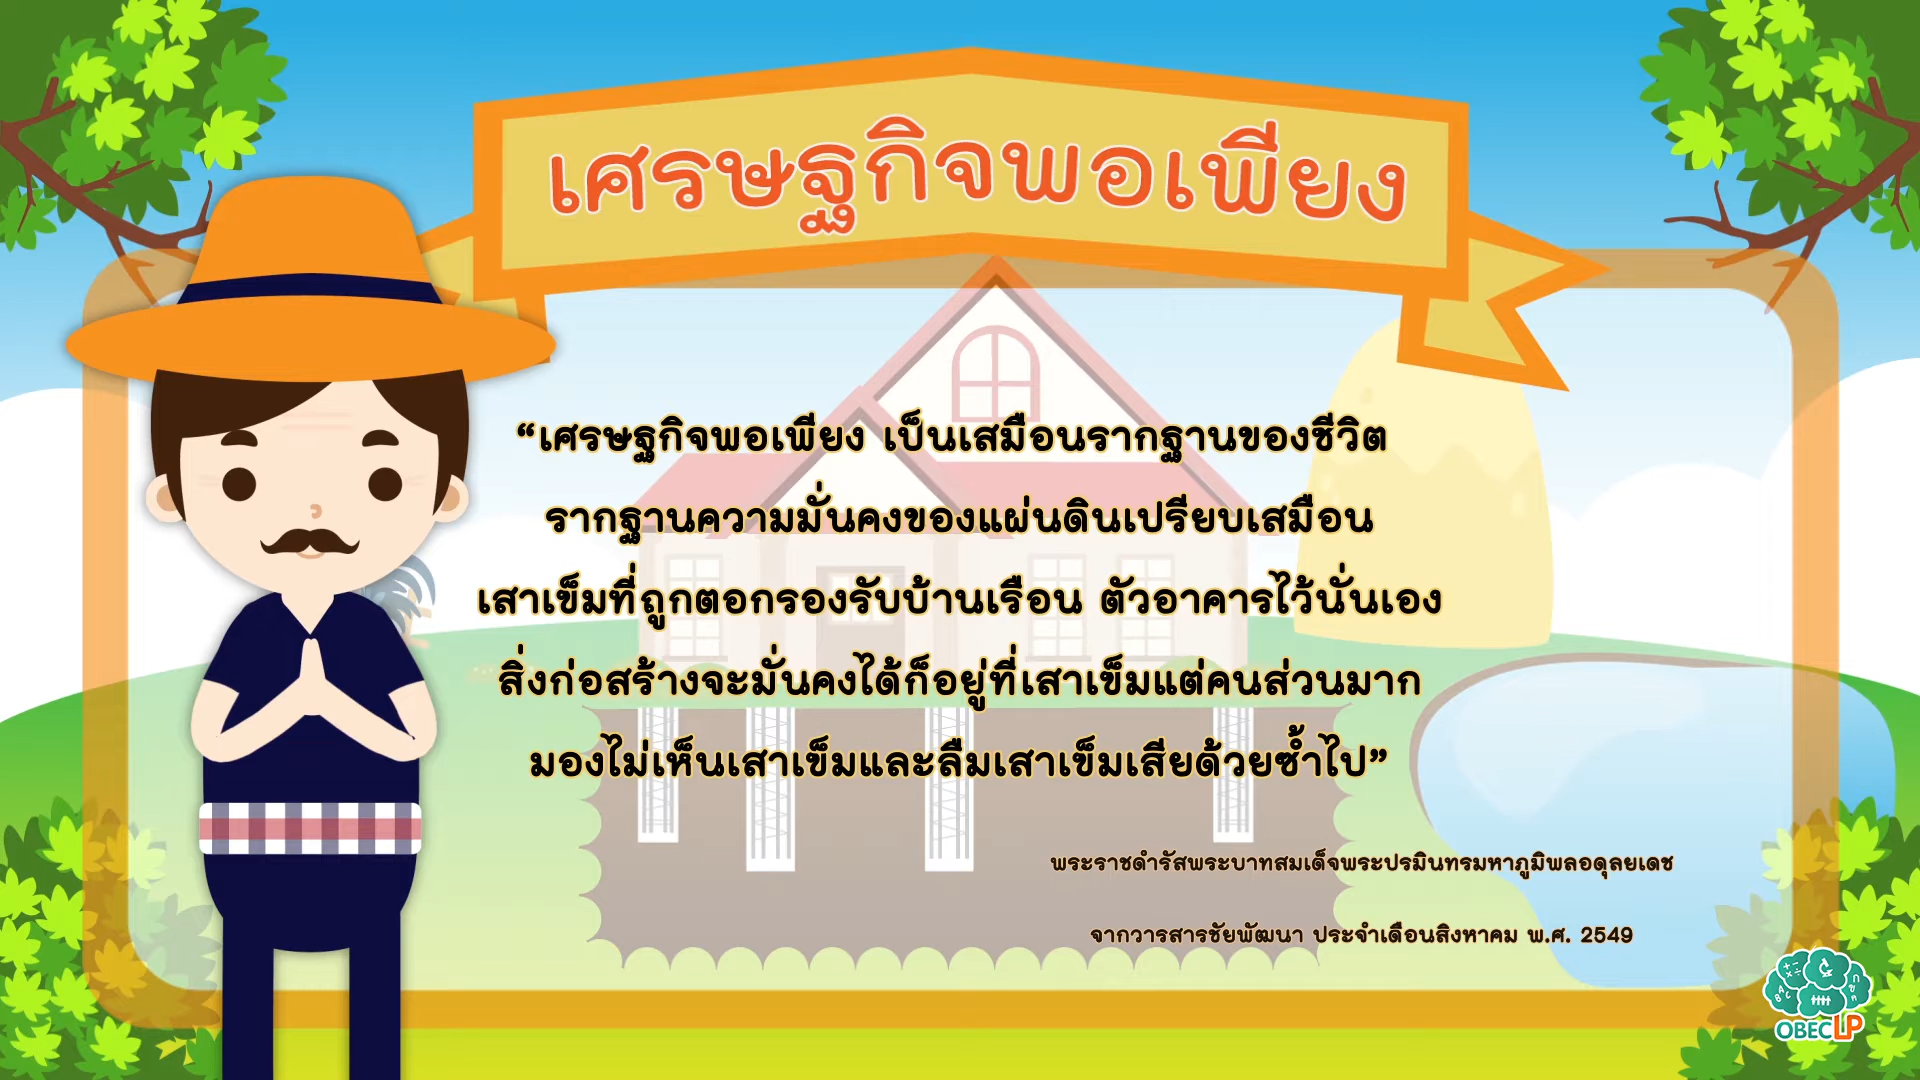 เศรษฐกิจพอเพียง
“เศรษฐกิจพอเพียง เป็นเสมือนรากฐานของชีวิต
รากฐานความมั่นคงของแผ่นดินเปรียบเสมือน
เสาเข็มที่ถูกตอกรองรับบ้านเรือน ตัวอาคารไว้นั่นเอง
สิ่งก่อสร้างจะมั่นคงได้ก็อยู่ที่เสาเข็มแต่คนส่วนมาก
มองไม่เห็นเสาเข็มและลืมเสาเข็มเสียด้วยซ้ำไป”
พระราชดำรัสพระบาทสมเด็จพระปรมินทรมหาภูมิพลอดุลยเดช
จากวารสารชัยพัฒนา ประจำเดือนสิงหาคม พ.ศ. 2549
OBECLP